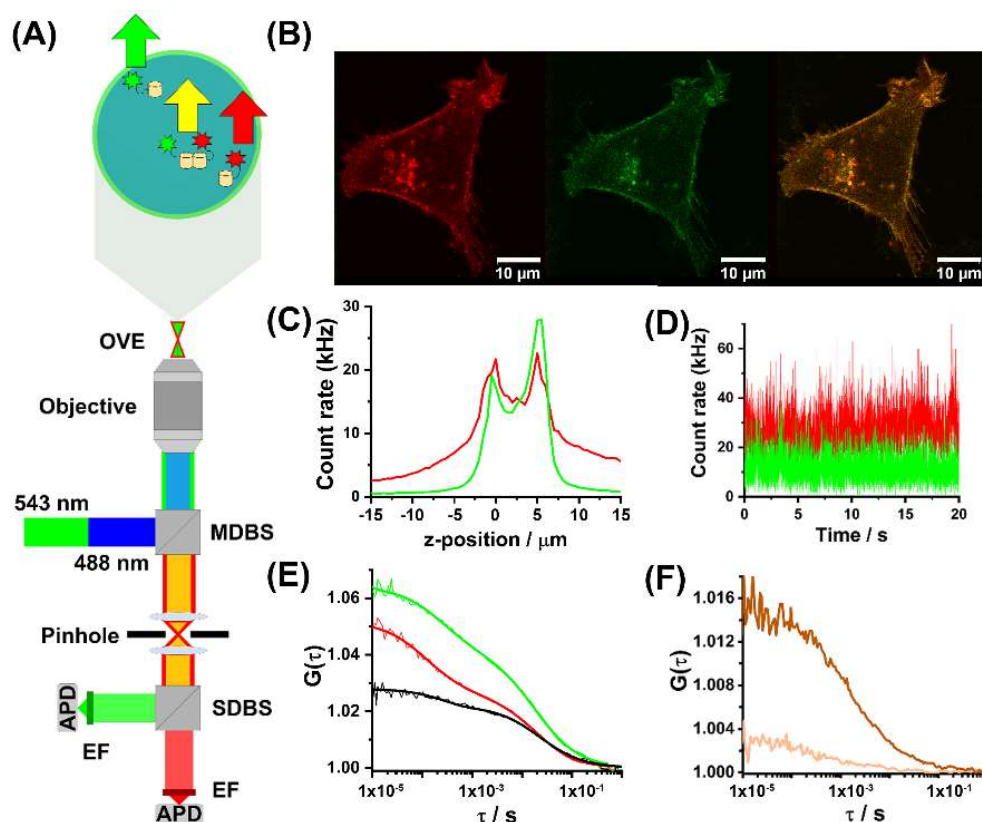 (A)
OVE
Objective
543 nm
488 nm
MDBS
Pinhole
SDBS
APD
EF
EF
APD
(B)
10 µm
10 µm
10 µm
(C)
Count rate (kHz)
30
20
10
0
-15 -10 -5 0 5 10 15
z-position / µm
(D)
Count rate (kHz)
80
60
40
20
0
0 5 10 15 20
Time / s
(E)
G(τ)
1.06
1.04
1.02
1.00
1x10⁻⁵ 1x10⁻³ 1x10⁻¹
τ / s
(F)
G(τ)
1.016
1.012
1.008
1.004
1.000
1x10⁻⁵ 1x10⁻³ 1x10⁻¹
τ / s